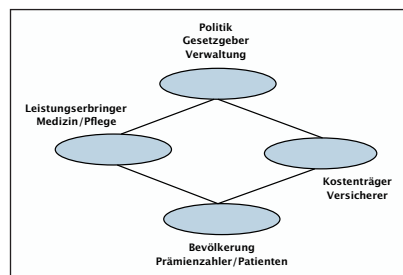 Politik
Gesetzgeber
Verwaltung
Leistungserbringer
Medizin/Pflege
Kostenträger
Versicherer
Bevölkerung
Prämienzahler/Patienten